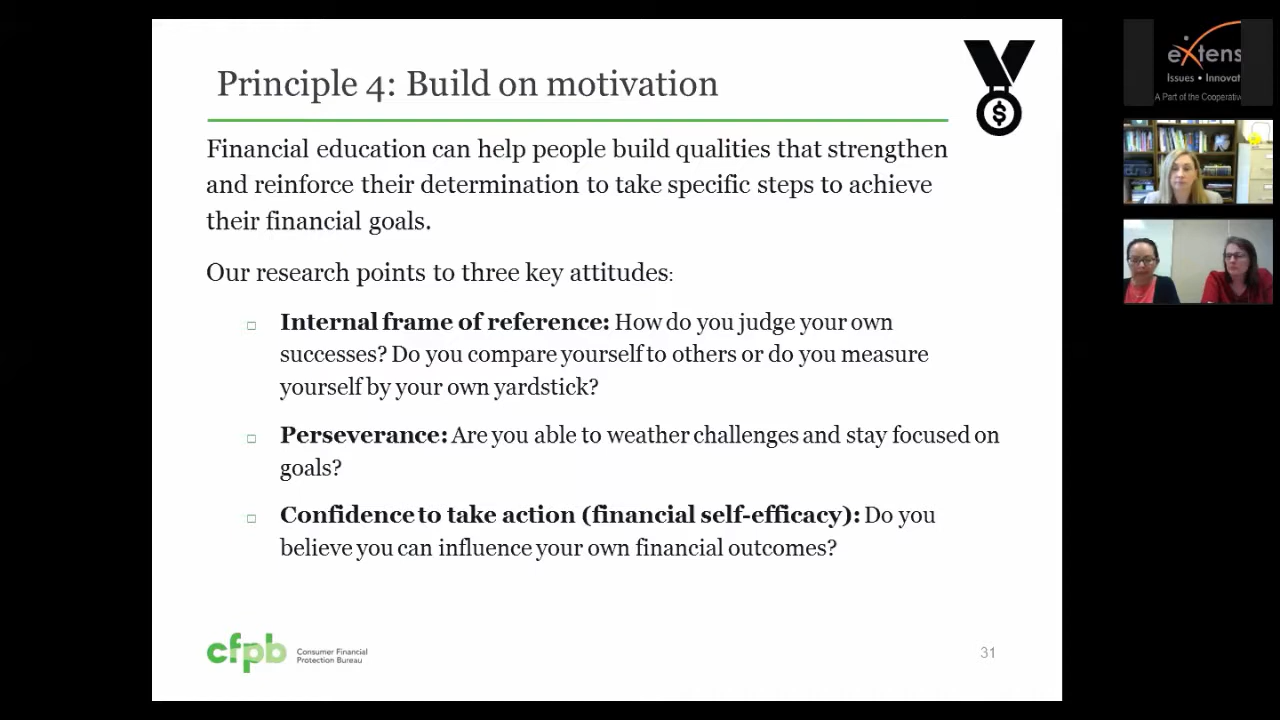 Principle 4: Build on motivation
$
Financial education can help people build qualities that strengthen
and reinforce their determination to take specific steps to achieve
their financial goals.
Our research points to three key attitudes:
Internal frame of reference: How do you judge your own
successes? Do you compare yourself to others or do you measure
yourself by your own yardstick?
Perseverance: Are you able to weather challenges and stay focused on
goals?
Confidence to take action (financial self-efficacy): Do you
believe you can influence your own financial outcomes?
cfpb
Consumer Financial
Protection Bureau
31
eXtens
Issues • Innovat
A Part of the Cooperativ